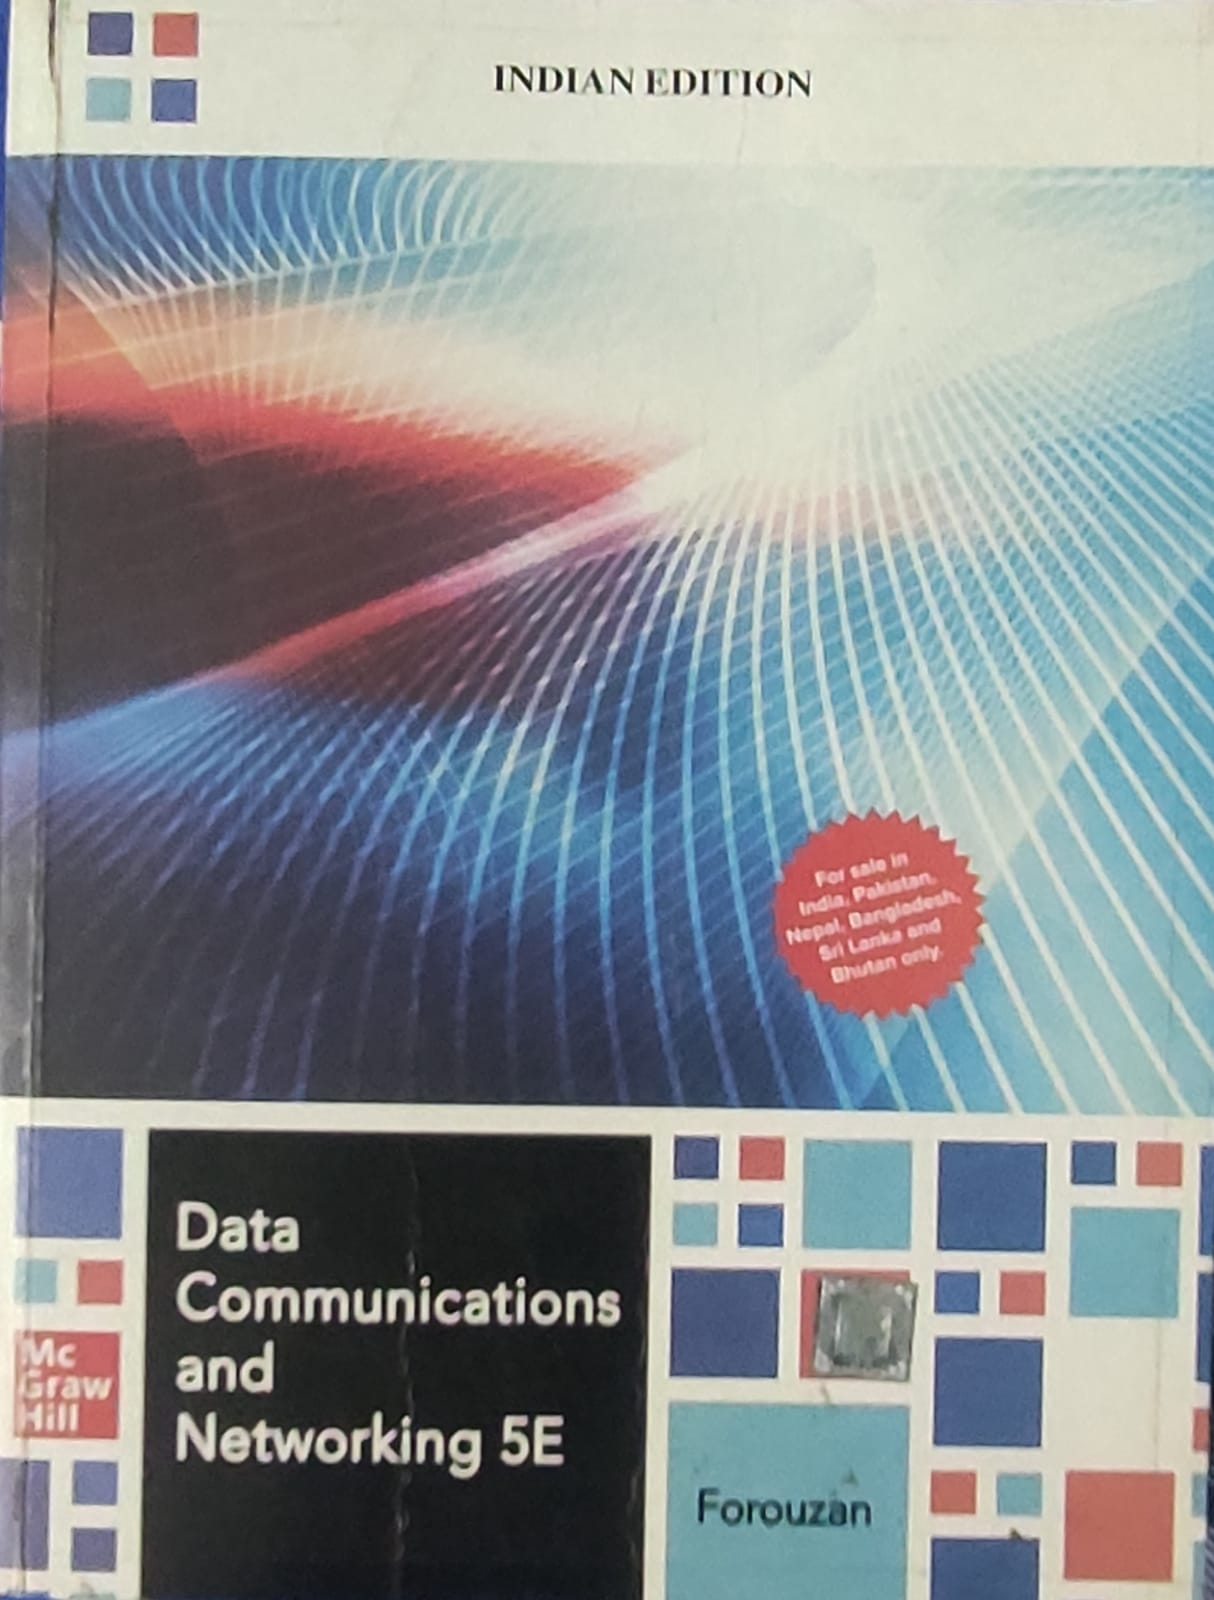 INDIAN EDITION
For sale in
India, Pakistan,
Nepal, Bangladesh,
Sri Lanka and
Bhutan only.
Data
Communications
and
Networking 5E
Mc
Graw
Hill
Forouzan